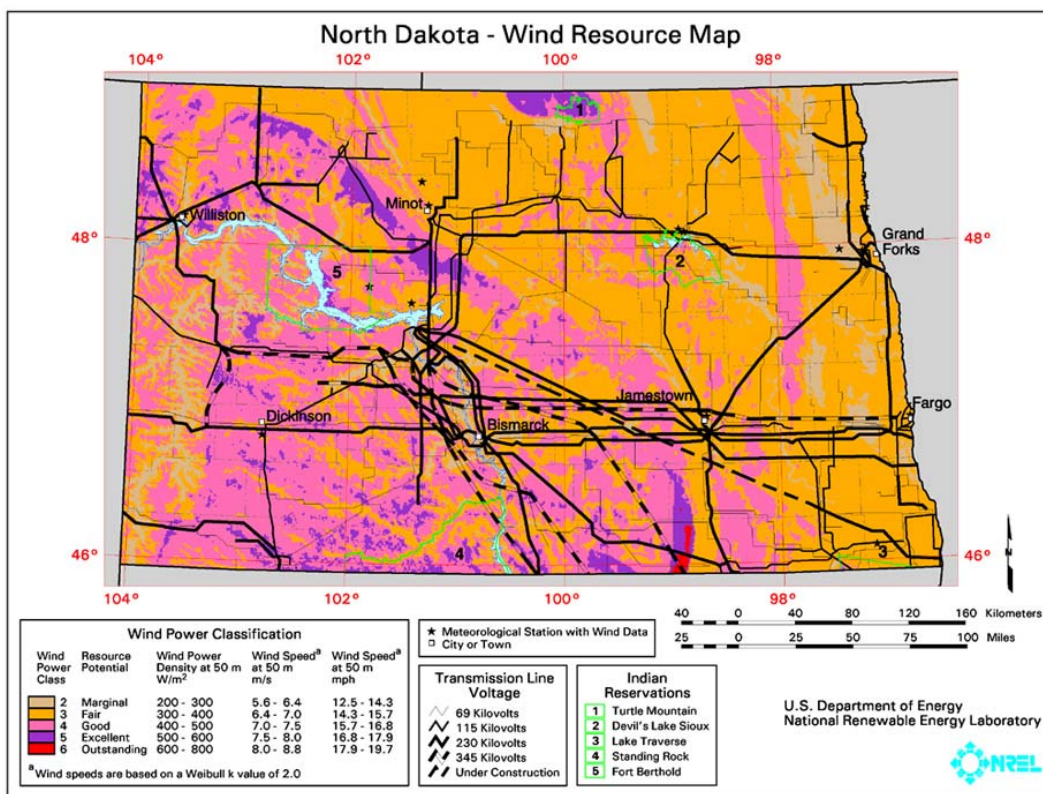 North Dakota - Wind Resource Map
104° 102° 100° 98°
1
Minot
Williston
48° 48°
Grand
Forks
5
2
Jamestown
Fargo
Dickinson
Bismarck
46° 46°
4
3
104° 102° 100° 98°
N
40 0 40 80 120 160 Kilometers
25 0 25 50 75 100 Miles
Wind Power Classification
Wind Power Class
Resource Potential
Wind Power Density at 50 m W/m²
Wind Speedᵃ at 50 m m/s
Wind Speedᵃ at 50 m mph
2 Marginal 200 - 300 5.6 - 6.4 12.5 - 14.3
3 Fair 300 - 400 6.4 - 7.0 14.3 - 15.7
4 Good 400 - 500 7.0 - 7.5 15.7 - 16.8
5 Excellent 500 - 600 7.5 - 8.0 16.8 - 17.9
6 Outstanding 600 - 800 8.0 - 8.8 17.9 - 19.7
ᵃ Wind speeds are based on a Weibull k value of 2.0
Meteorological Station with Wind Data
City or Town
Transmission Line
Voltage
69 Kilovolts
115 Kilovolts
230 Kilovolts
345 Kilovolts
Under Construction
Indian
Reservations
1 Turtle Mountain
2 Devil's Lake Sioux
3 Lake Traverse
4 Standing Rock
5 Fort Berthold
U.S. Department of Energy
National Renewable Energy Laboratory
NREL